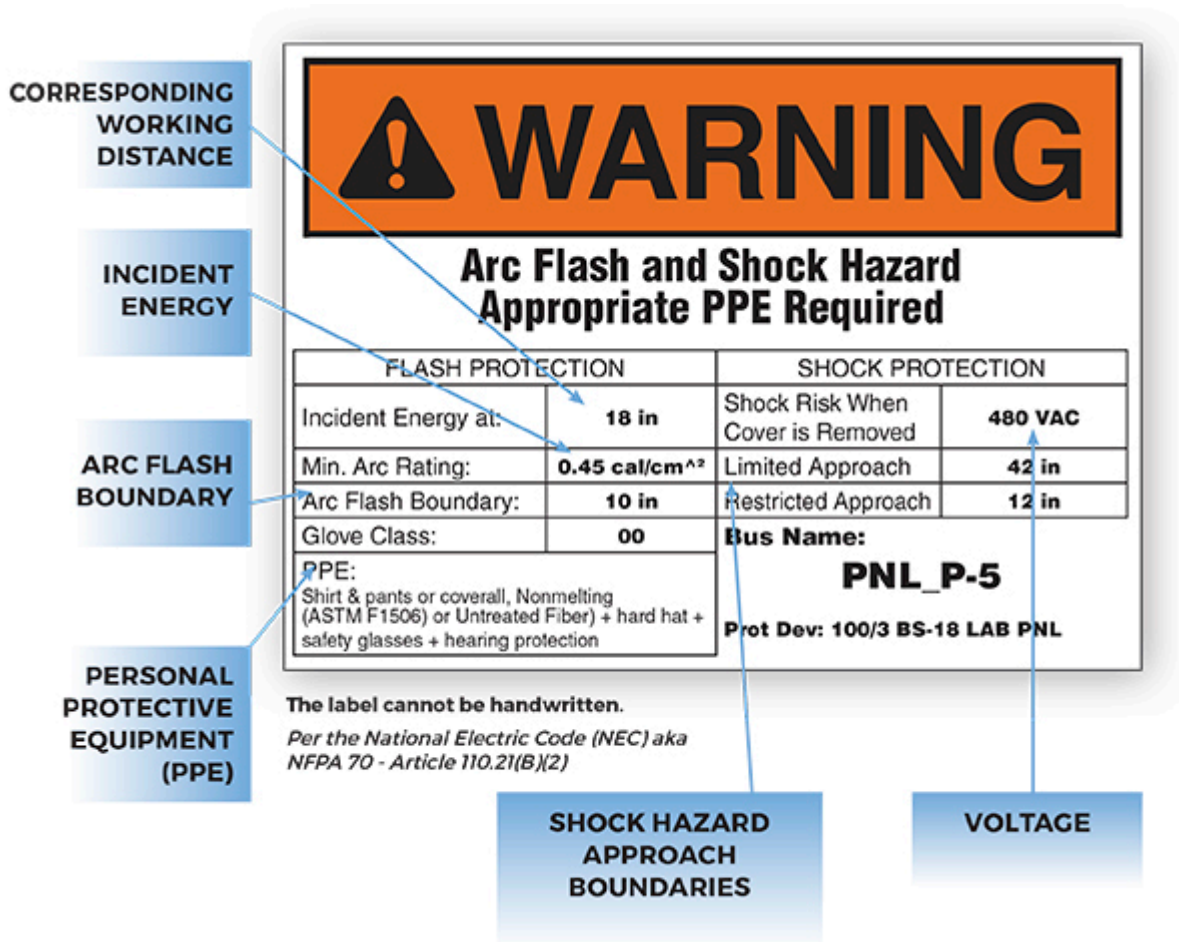 CORRESPONDING
WORKING
DISTANCE
INCIDENT
ENERGY
ARC FLASH
BOUNDARY
PERSONAL
PROTECTIVE
EQUIPMENT
(PPE)
WARNING
Arc Flash and Shock Hazard
Appropriate PPE Required
FLASH PROTECTION
Incident Energy at: 18 in
Min. Arc Rating: 0.45 cal/cm^²
Arc Flash Boundary: 10 in
Glove Class: 00
PPE:
Shirt & pants or coverall, Nonmelting
(ASTM F1506) or Untreated Fiber) + hard hat +
safety glasses + hearing protection
SHOCK PROTECTION
Shock Risk When
Cover is Removed 480 VAC
Limited Approach 42 in
Restricted Approach 12 in
Bus Name:
PNL_P-5
Prot Dev: 100/3 BS-18 LAB PNL
The label cannot be handwritten.
Per the National Electric Code (NEC) aka
NFPA 70 - Article 110.21(B)(2)
SHOCK HAZARD
APPROACH
BOUNDARIES
VOLTAGE